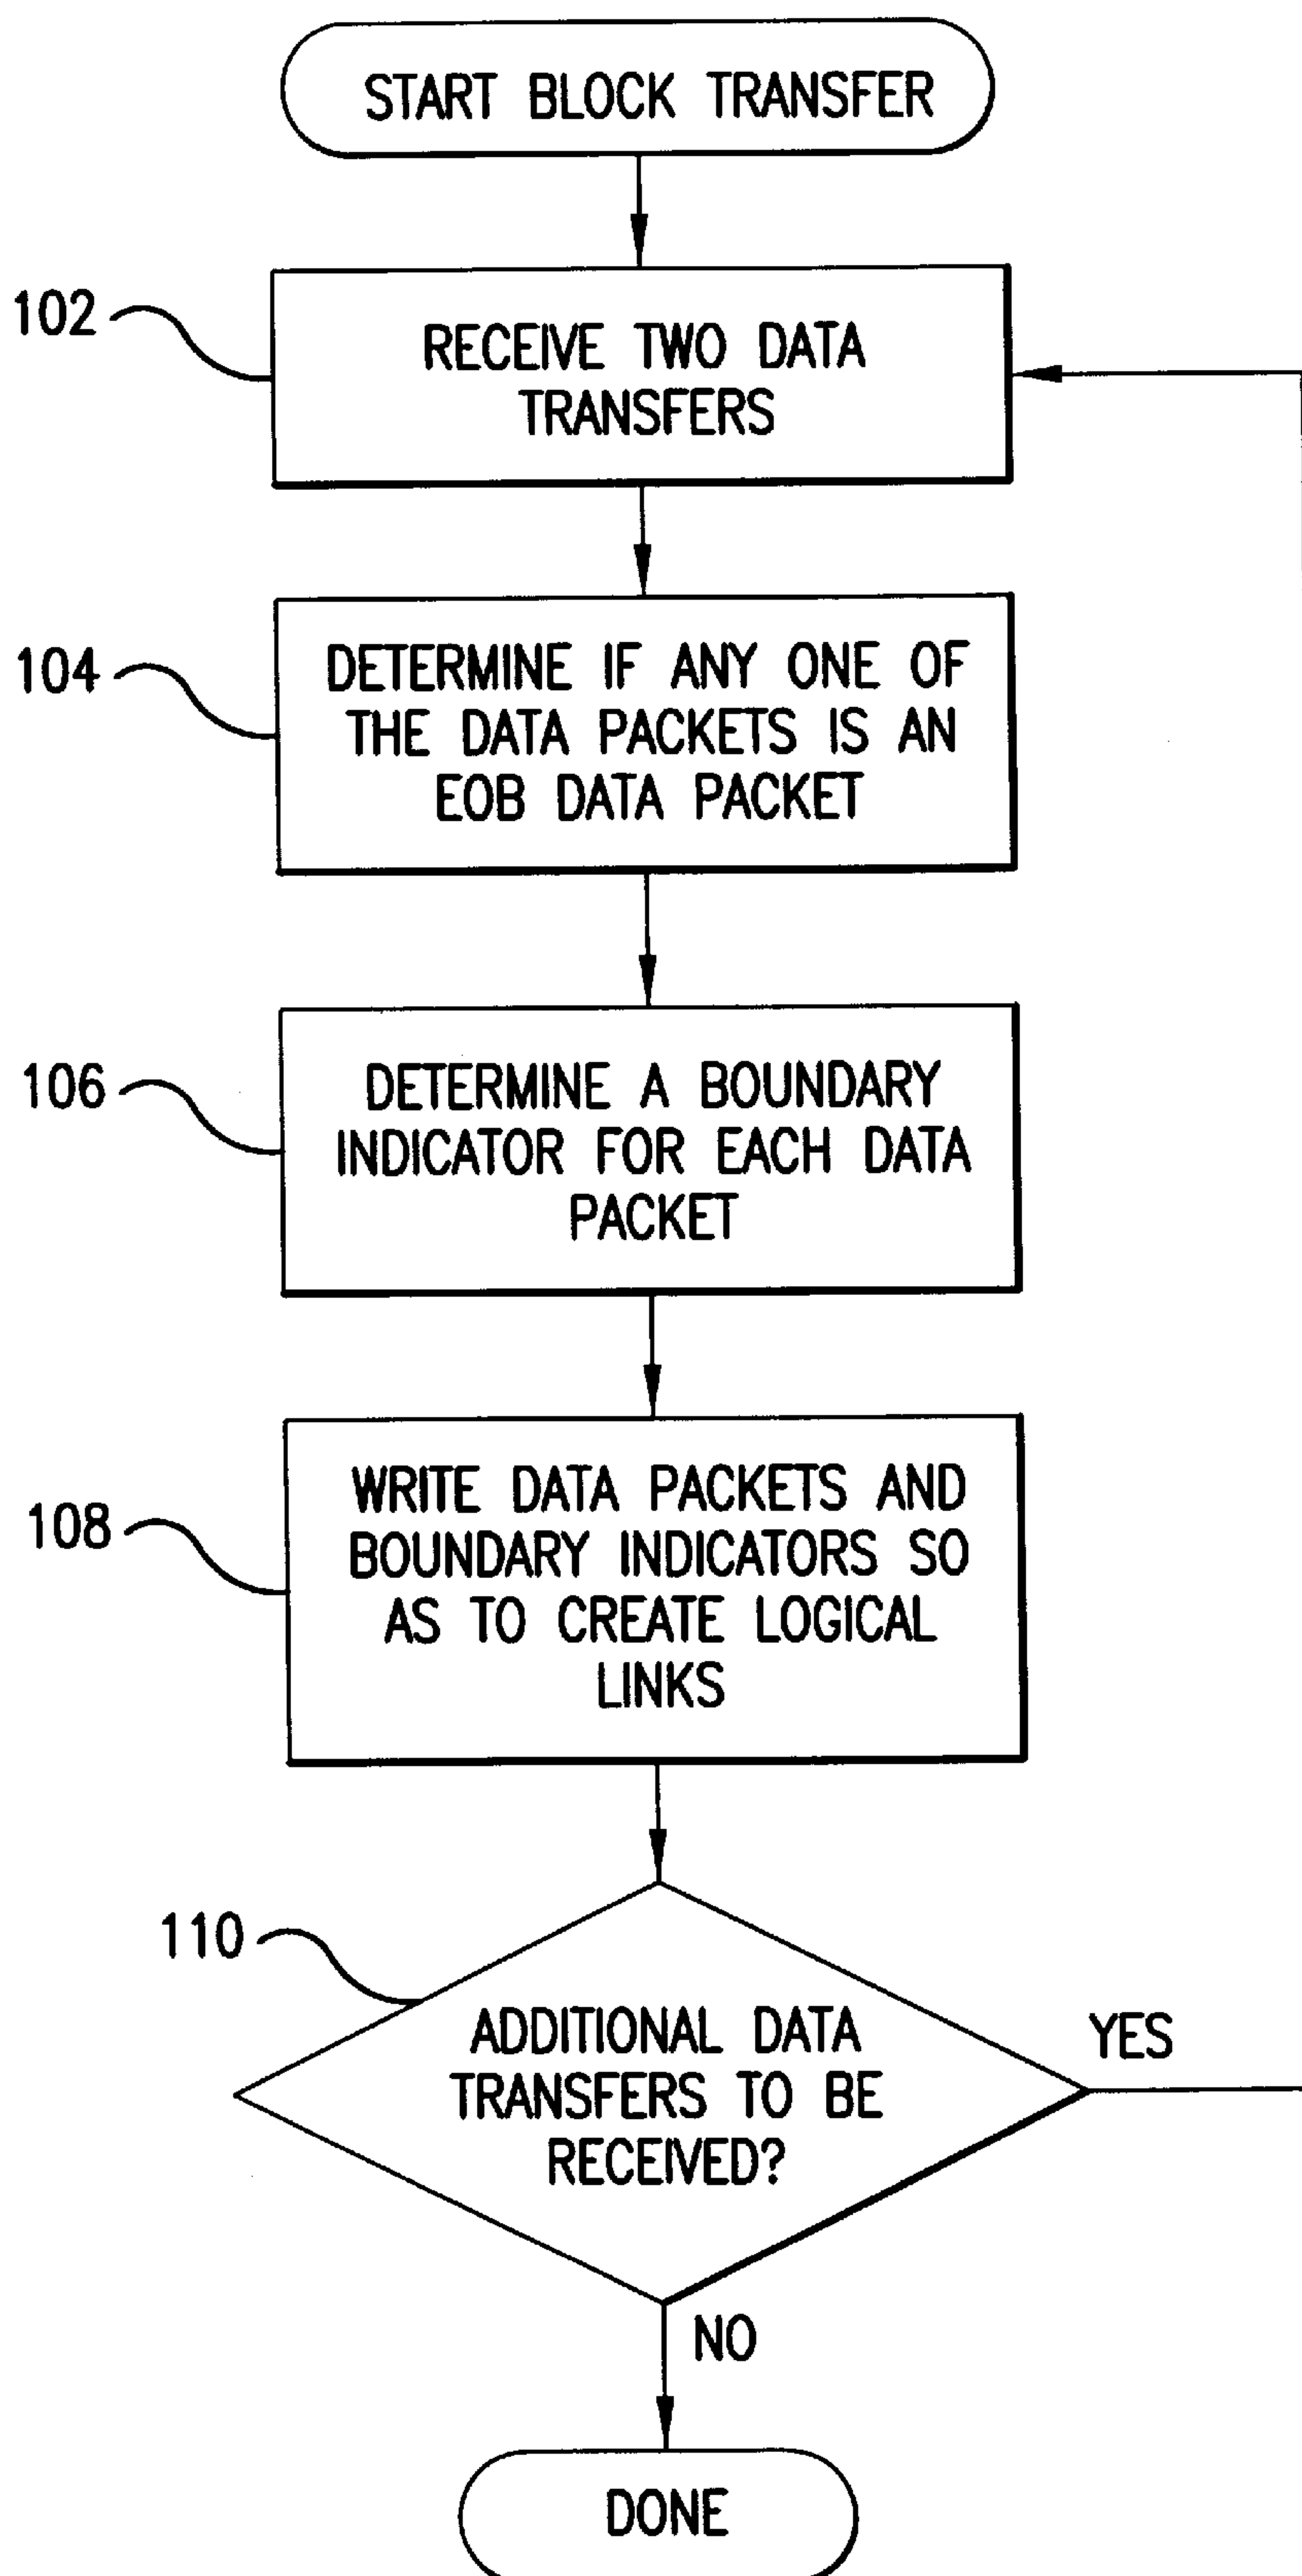 START BLOCK TRANSFER
102
RECEIVE TWO DATA
TRANSFERS
104
DETERMINE IF ANY ONE OF
THE DATA PACKETS IS AN
EOB DATA PACKET
106
DETERMINE A BOUNDARY
INDICATOR FOR EACH DATA
PACKET
108
WRITE DATA PACKETS AND
BOUNDARY INDICATORS SO
AS TO CREATE LOGICAL
LINKS
110
ADDITIONAL DATA
TRANSFERS TO BE
RECEIVED?
YES
NO
DONE